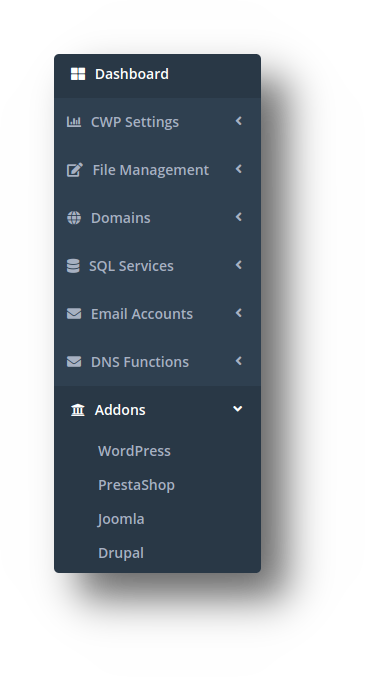 Dashboard
CWP Settings
File Management
Domains
SQL Services
Email Accounts
DNS Functions
Addons
WordPress
PrestaShop
Joomla
Drupal